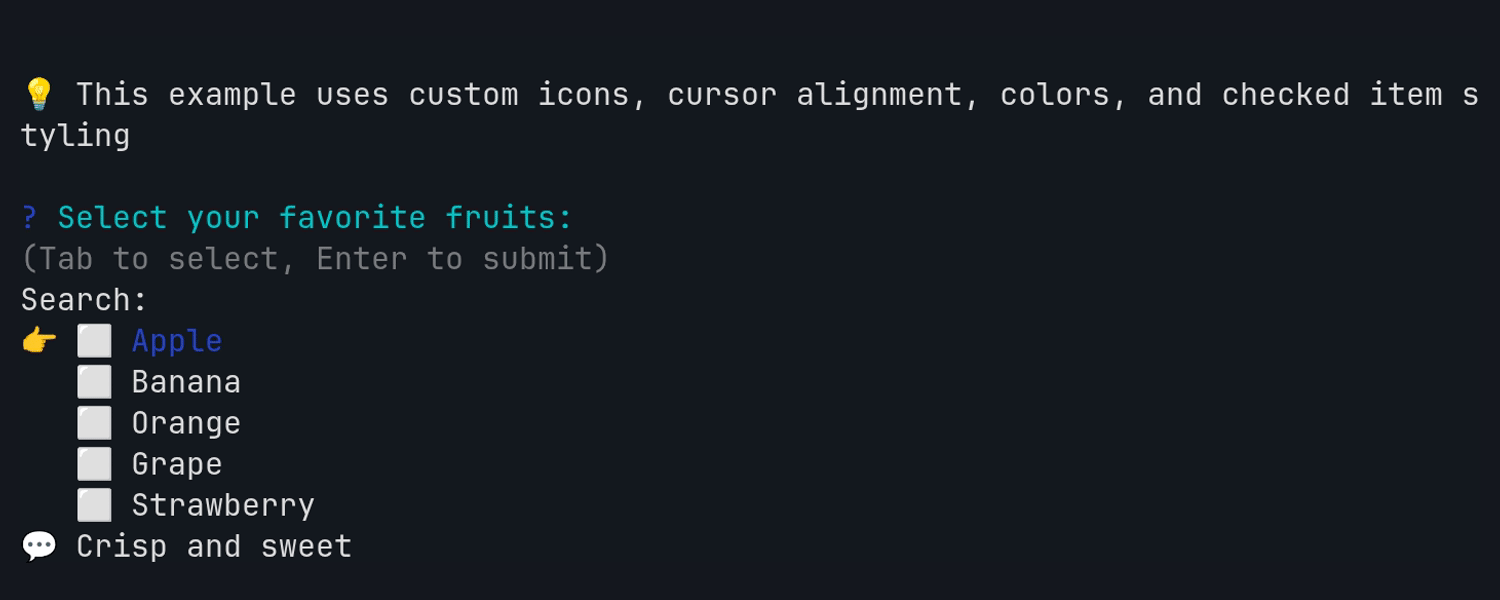 💡 This example uses custom icons, cursor alignment, colors, and checked item s
tyling
? Select your favorite fruits:
(Tab to select, Enter to submit)
Search:
👉 ⬜ Apple
⬜ Banana
⬜ Orange
⬜ Grape
⬜ Strawberry
💬 Crisp and sweet